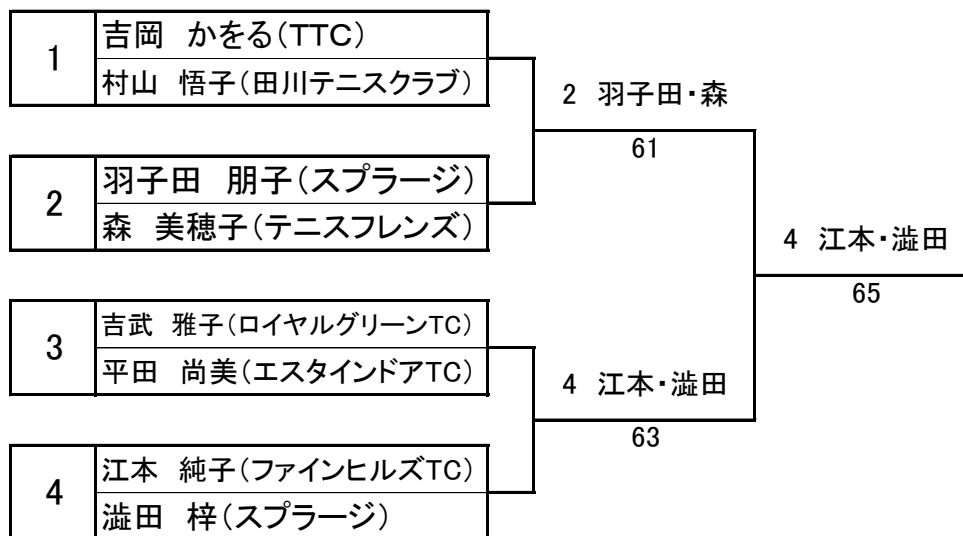 1
吉岡 かをる(TTC)
村山 悟子(田川テニスクラブ)
2 羽子田・森
61
2
羽子田 朋子(スプラージ)
森 美穂子(テニスフレンズ)
4 江本・澁田
65
3
吉武 雅子(ロイヤルグリーンTC)
平田 尚美(エスタインドアTC)
4 江本・澁田
63
4
江本 純子(ファインヒルズTC)
澁田 梓(スプラージ)